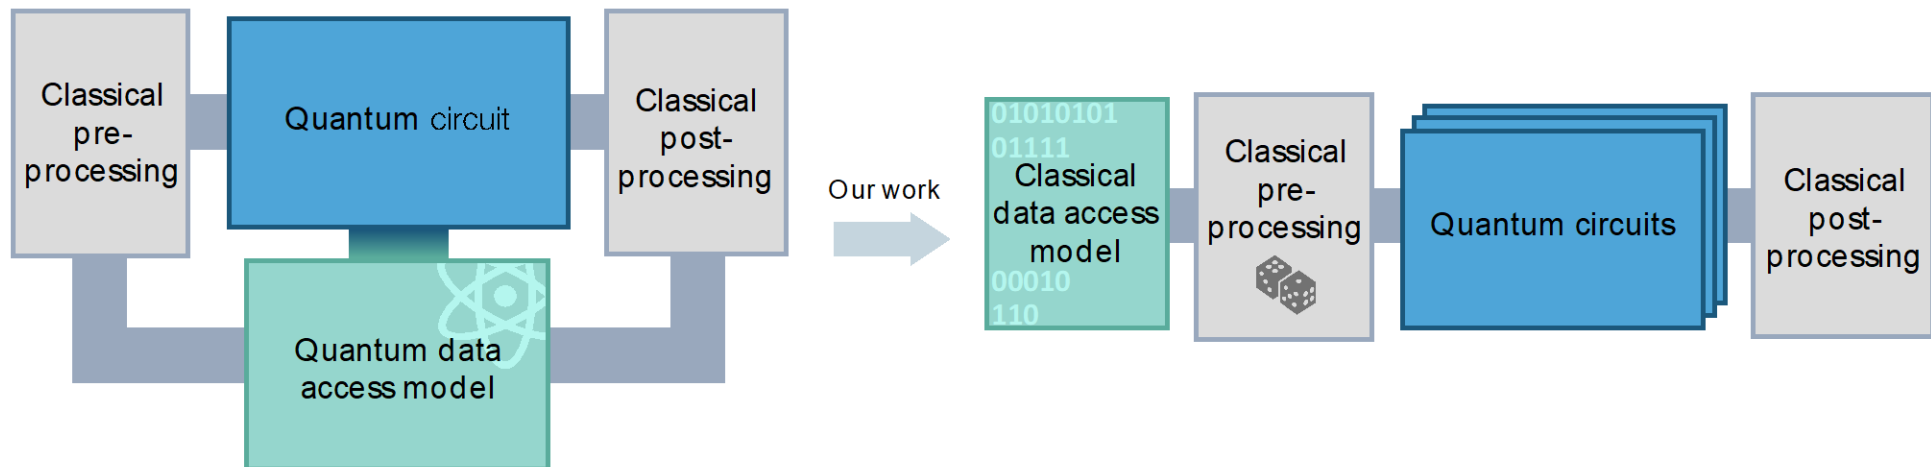 Classical
pre-
processing
Quantum circuit
Classical
post-
processing
Quantum data
access model
Our work
01010101
01111
Classical
data access
model
00010
110
Classical
pre-
processing
Quantum circuits
Classical
post-
processing